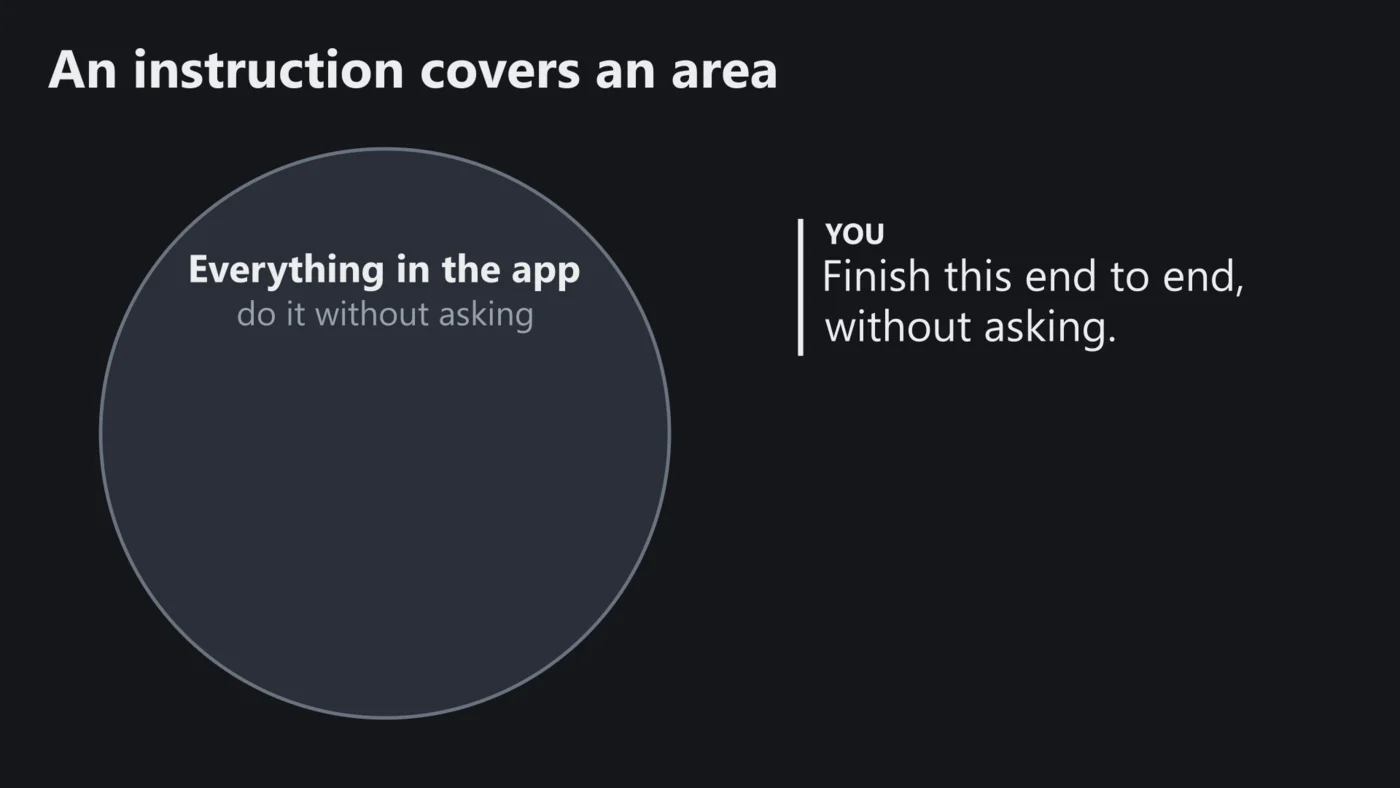 An instruction covers an area
Everything in the app
do it without asking
YOU
Finish this end to end,
without asking.